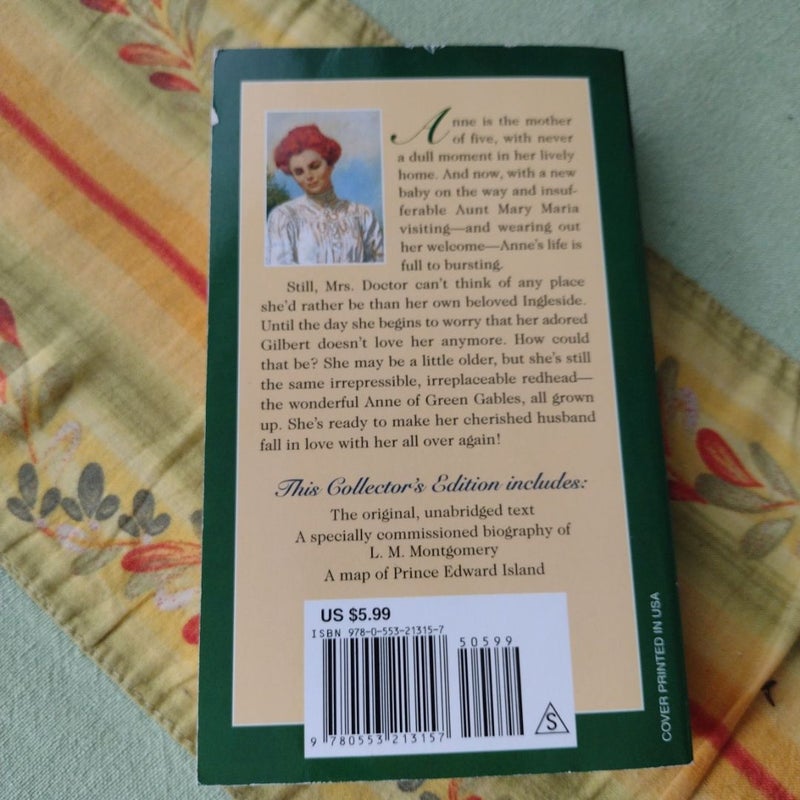 Anne is the mother
of five, with never
a dull moment in her lively
home. And now, with a new
baby on the way and insuf-
ferable Aunt Mary Maria
visiting—and wearing out
her welcome—Anne's life is
full to bursting.
Still, Mrs. Doctor can't think of any place
she'd rather be than her own beloved Ingleside.
Until the day she begins to worry that her adored
Gilbert doesn't love her anymore. How could
that be? She may be a little older, but she's still
the same irrepressible, irreplaceable redhead—
the wonderful Anne of Green Gables, all grown
up. She's ready to make her cherished husband
fall in love with her all over again!
This Collector's Edition includes:
The original, unabridged text
A specially commissioned biography of
L. M. Montgomery
A map of Prince Edward Island
US $5.99
ISBN 978-0-553-21315-7
50599
9 780553 213157
S
COVER PRINTED IN USA